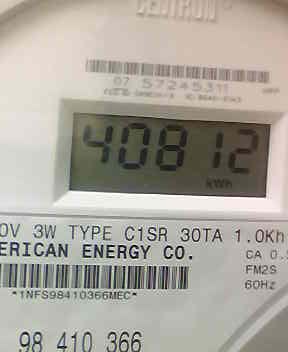 CENTRON
07 57245311
40812
kWh
0V 3W TYPE C1SR 30TA 1.0Kh
ERICAN ENERGY CO.
CA 0.
FM2S
60Hz
*1NFS98410366MEC*
98 410 366